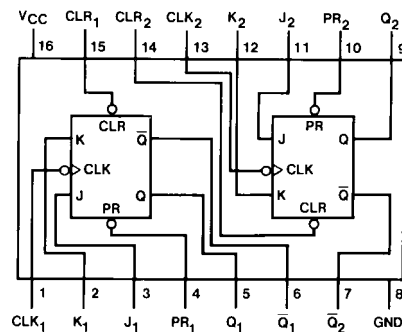 V_CC CLR₁ CLR₂ CLK₂ K₂ J₂ PR₂ Q₂
16 15 14 13 12 11 10 9
CLR PR
K Q̅ J Q
CLK CLK
J Q K Q̅
PR CLR
1 2 3 4 5 6 7 8
CLK₁ K₁ J₁ PR₁ Q₁ Q̅₁ Q̅₂ GND